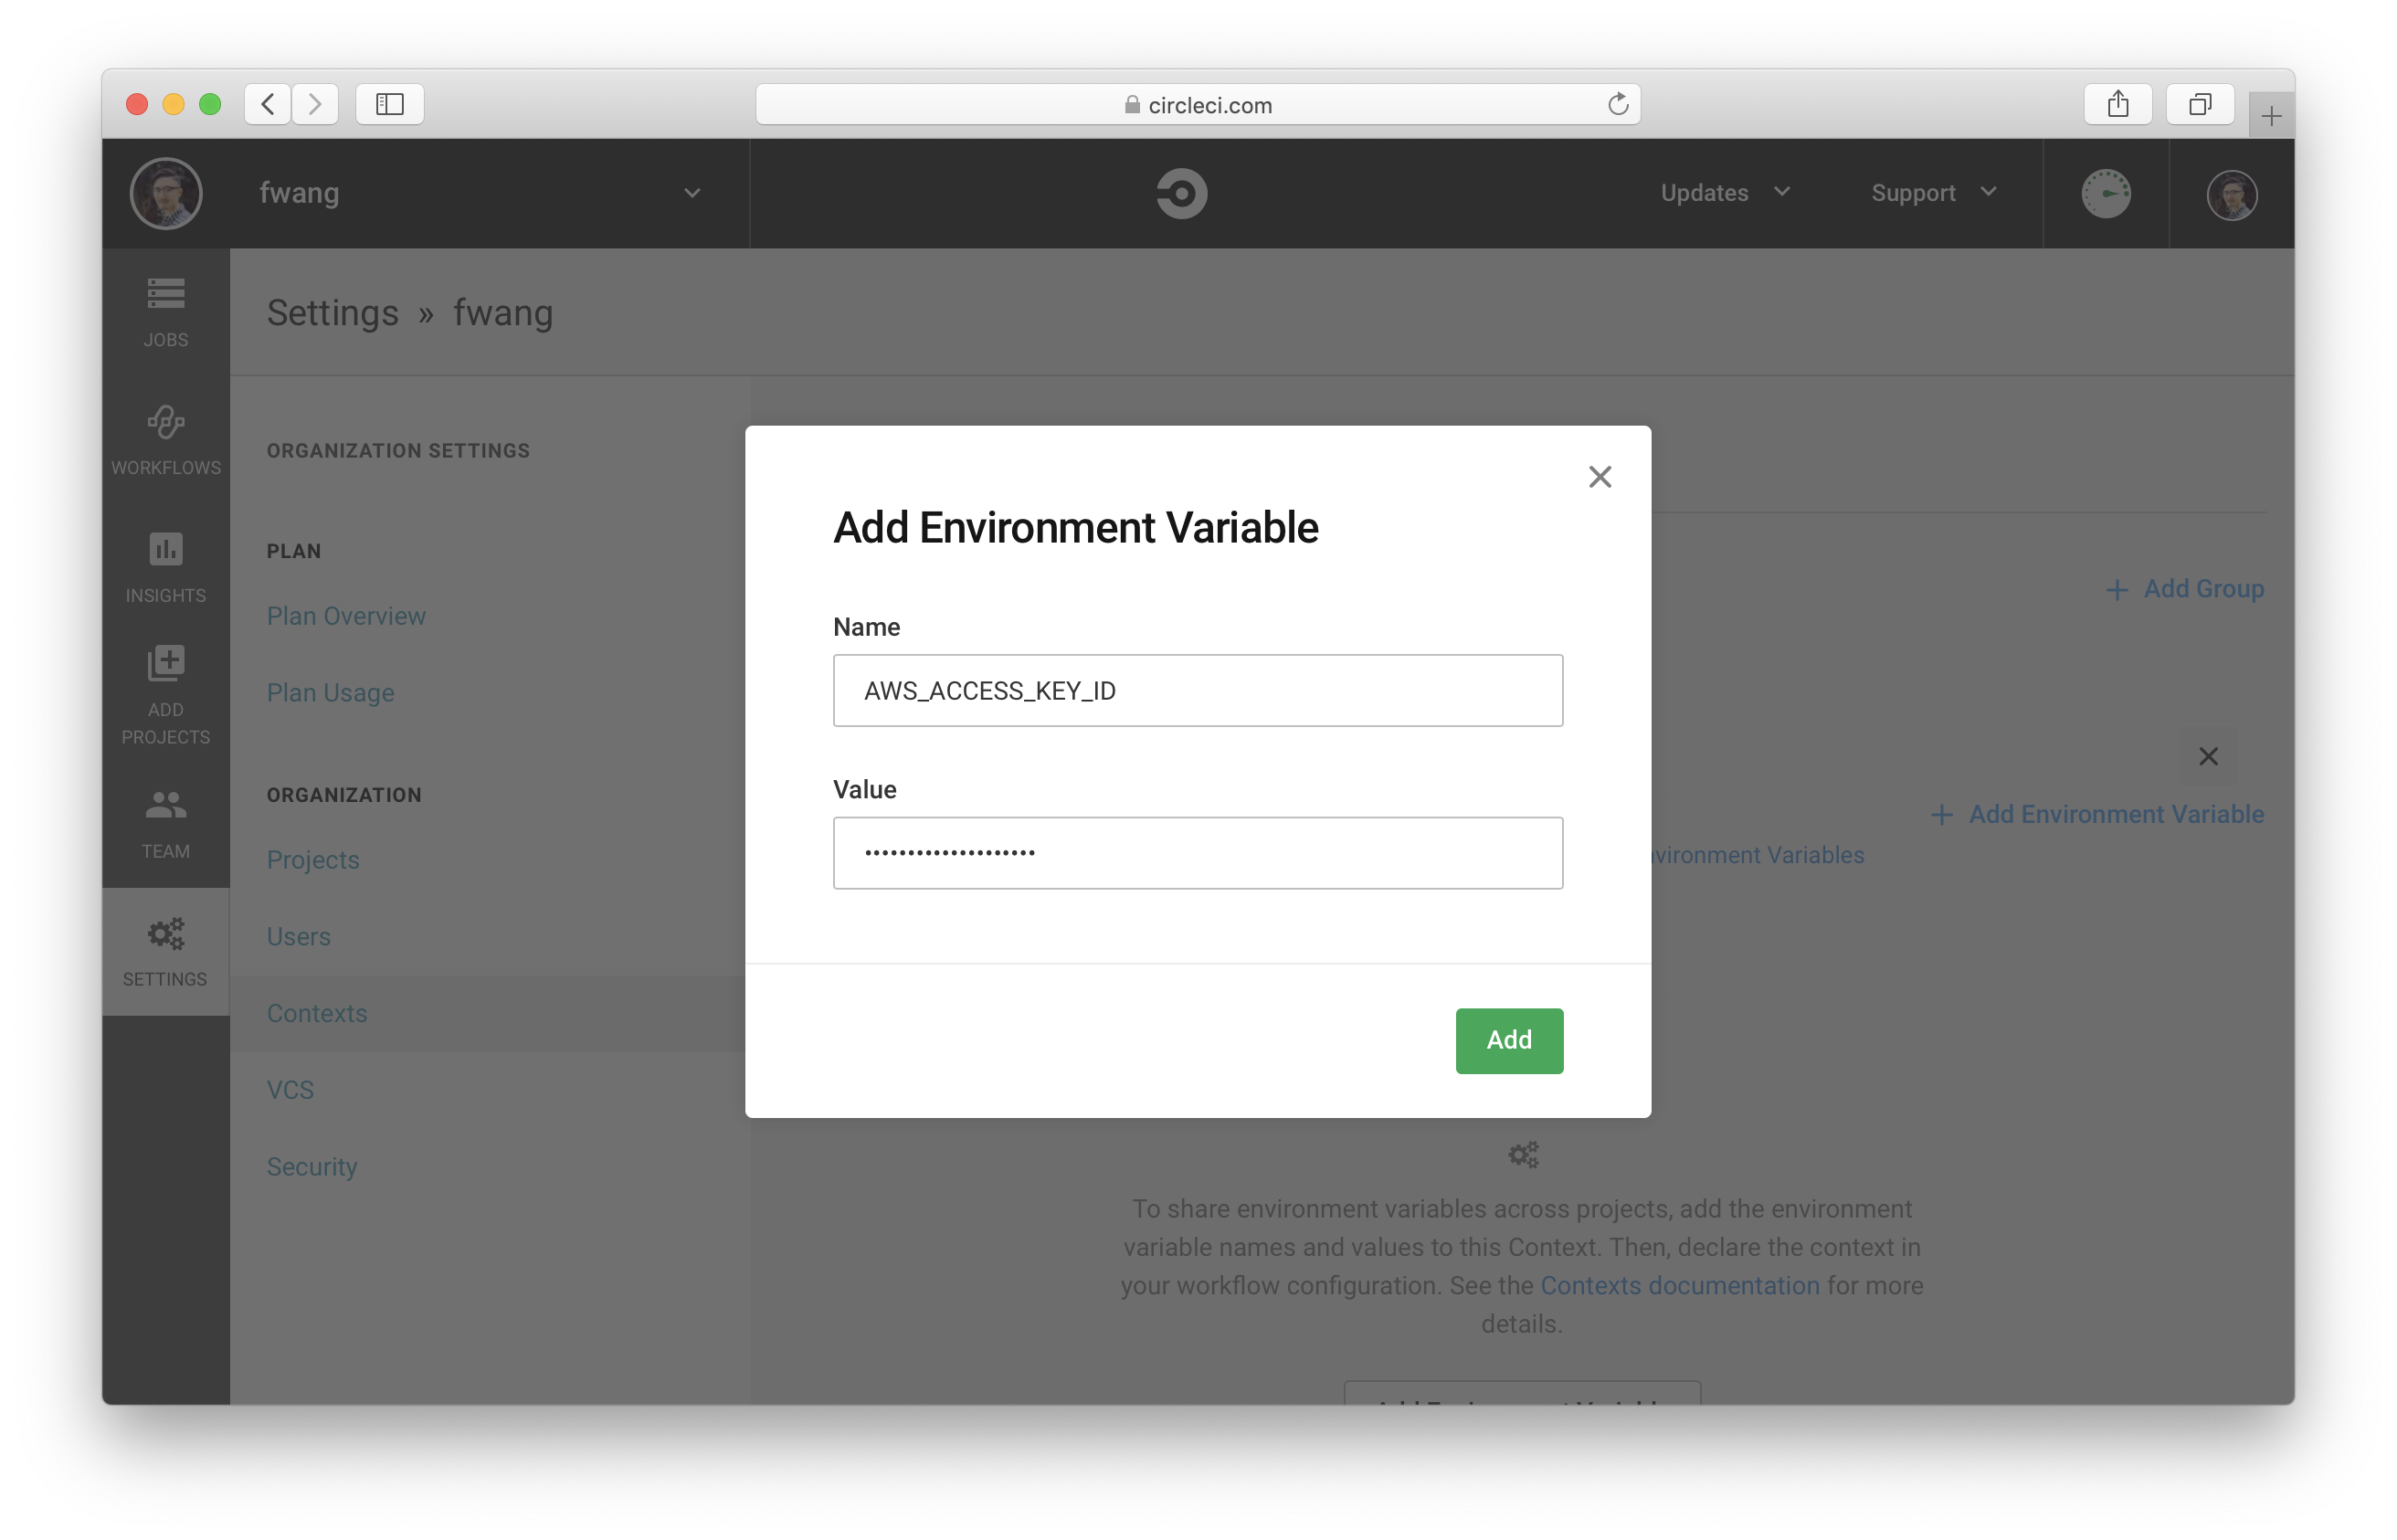 circleci.com
fwang
Updates
Support
JOBS
WORKFLOWS
INSIGHTS
ADD
PROJECTS
TEAM
SETTINGS
Settings » fwang
ORGANIZATION SETTINGS
PLAN
Plan Overview
Plan Usage
ORGANIZATION
Projects
Users
Contexts
VCS
Security
Add Group
Add Environment Variable
Variables
Add Environment Variable
Name
AWS_ACCESS_KEY_ID
Value
••••••••••••••••••••
Add
To share environment variables across projects, add the environment
variable names and values to this Context. Then, declare the context in
your workflow configuration. See the Contexts documentation for more
details.